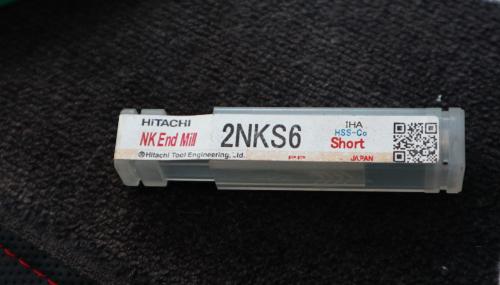 HiTACHI
NK End Mill
2NKS6
IHA
HSS-Co
Short
JAPAN
Hitachi Tool Engineering, Ltd.